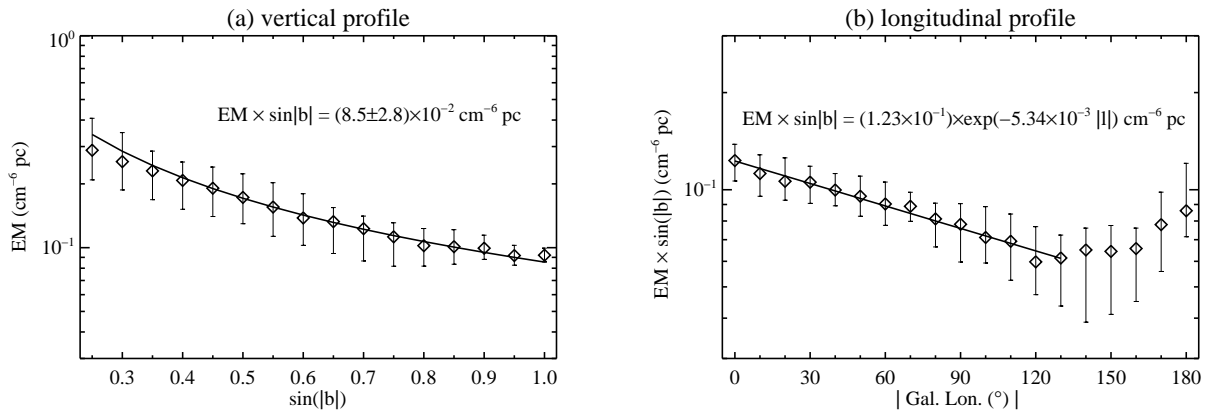 (a) vertical profile
EM × sin|b| = (8.5±2.8)×10⁻² cm⁻⁶ pc
EM (cm⁻⁶ pc)
10⁰
10⁻¹
0.3 0.4 0.5 0.6 0.7 0.8 0.9 1.0
sin(|b|)
(b) longitudinal profile
EM × sin|b| = (1.23×10⁻¹)×exp(−5.34×10⁻³ |l|) cm⁻⁶ pc
EM × sin(|b|) (cm⁻⁶ pc)
10⁻¹
0 30 60 90 120 150 180
| Gal. Lon. (°) |